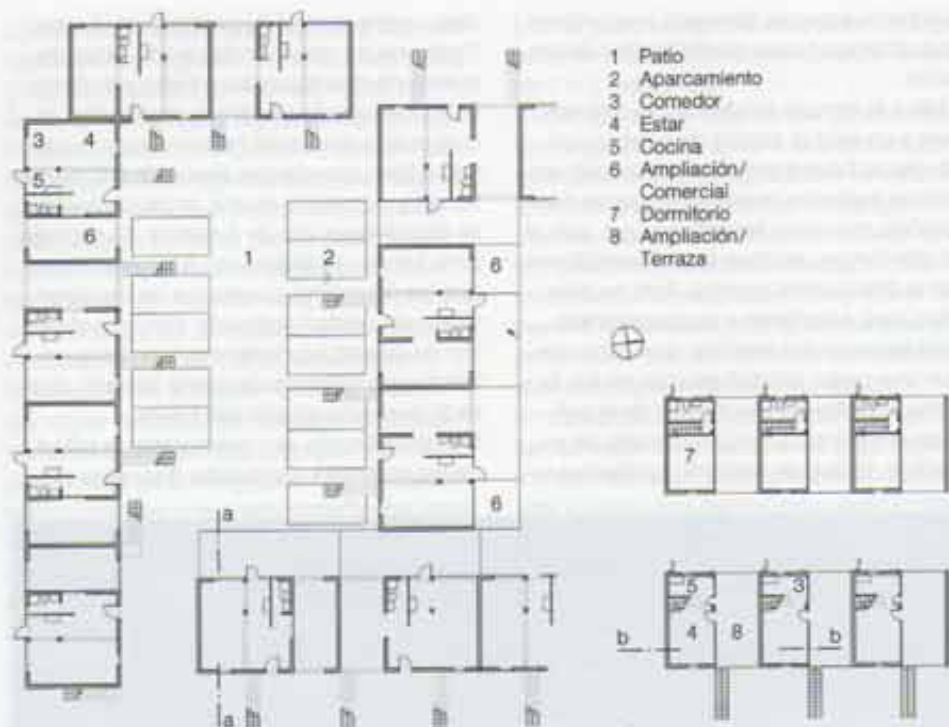 1 Patio
2 Aparcamiento
3 Comedor
4 Estar
5 Cocina
6 Ampliación/
Comercial
7 Dormitorio
8 Ampliación/
Terraza
3 4
5
6
1 2
6
6
7
a
5 3
4 8
b b
a